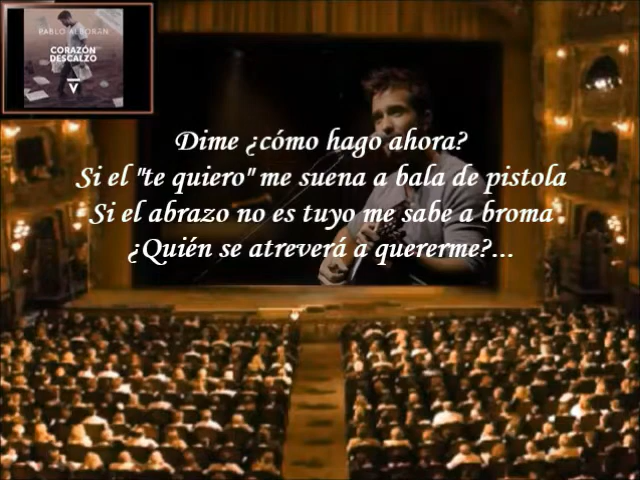 PABLO ALBORÁN
CORAZÓN
DESCALZO
V
Dime ¿cómo hago ahora?
Si el "te quiero" me suena a bala de pistola
Si el abrazo no es tuyo me sabe a broma
¿Quién se atreverá a quererme?...